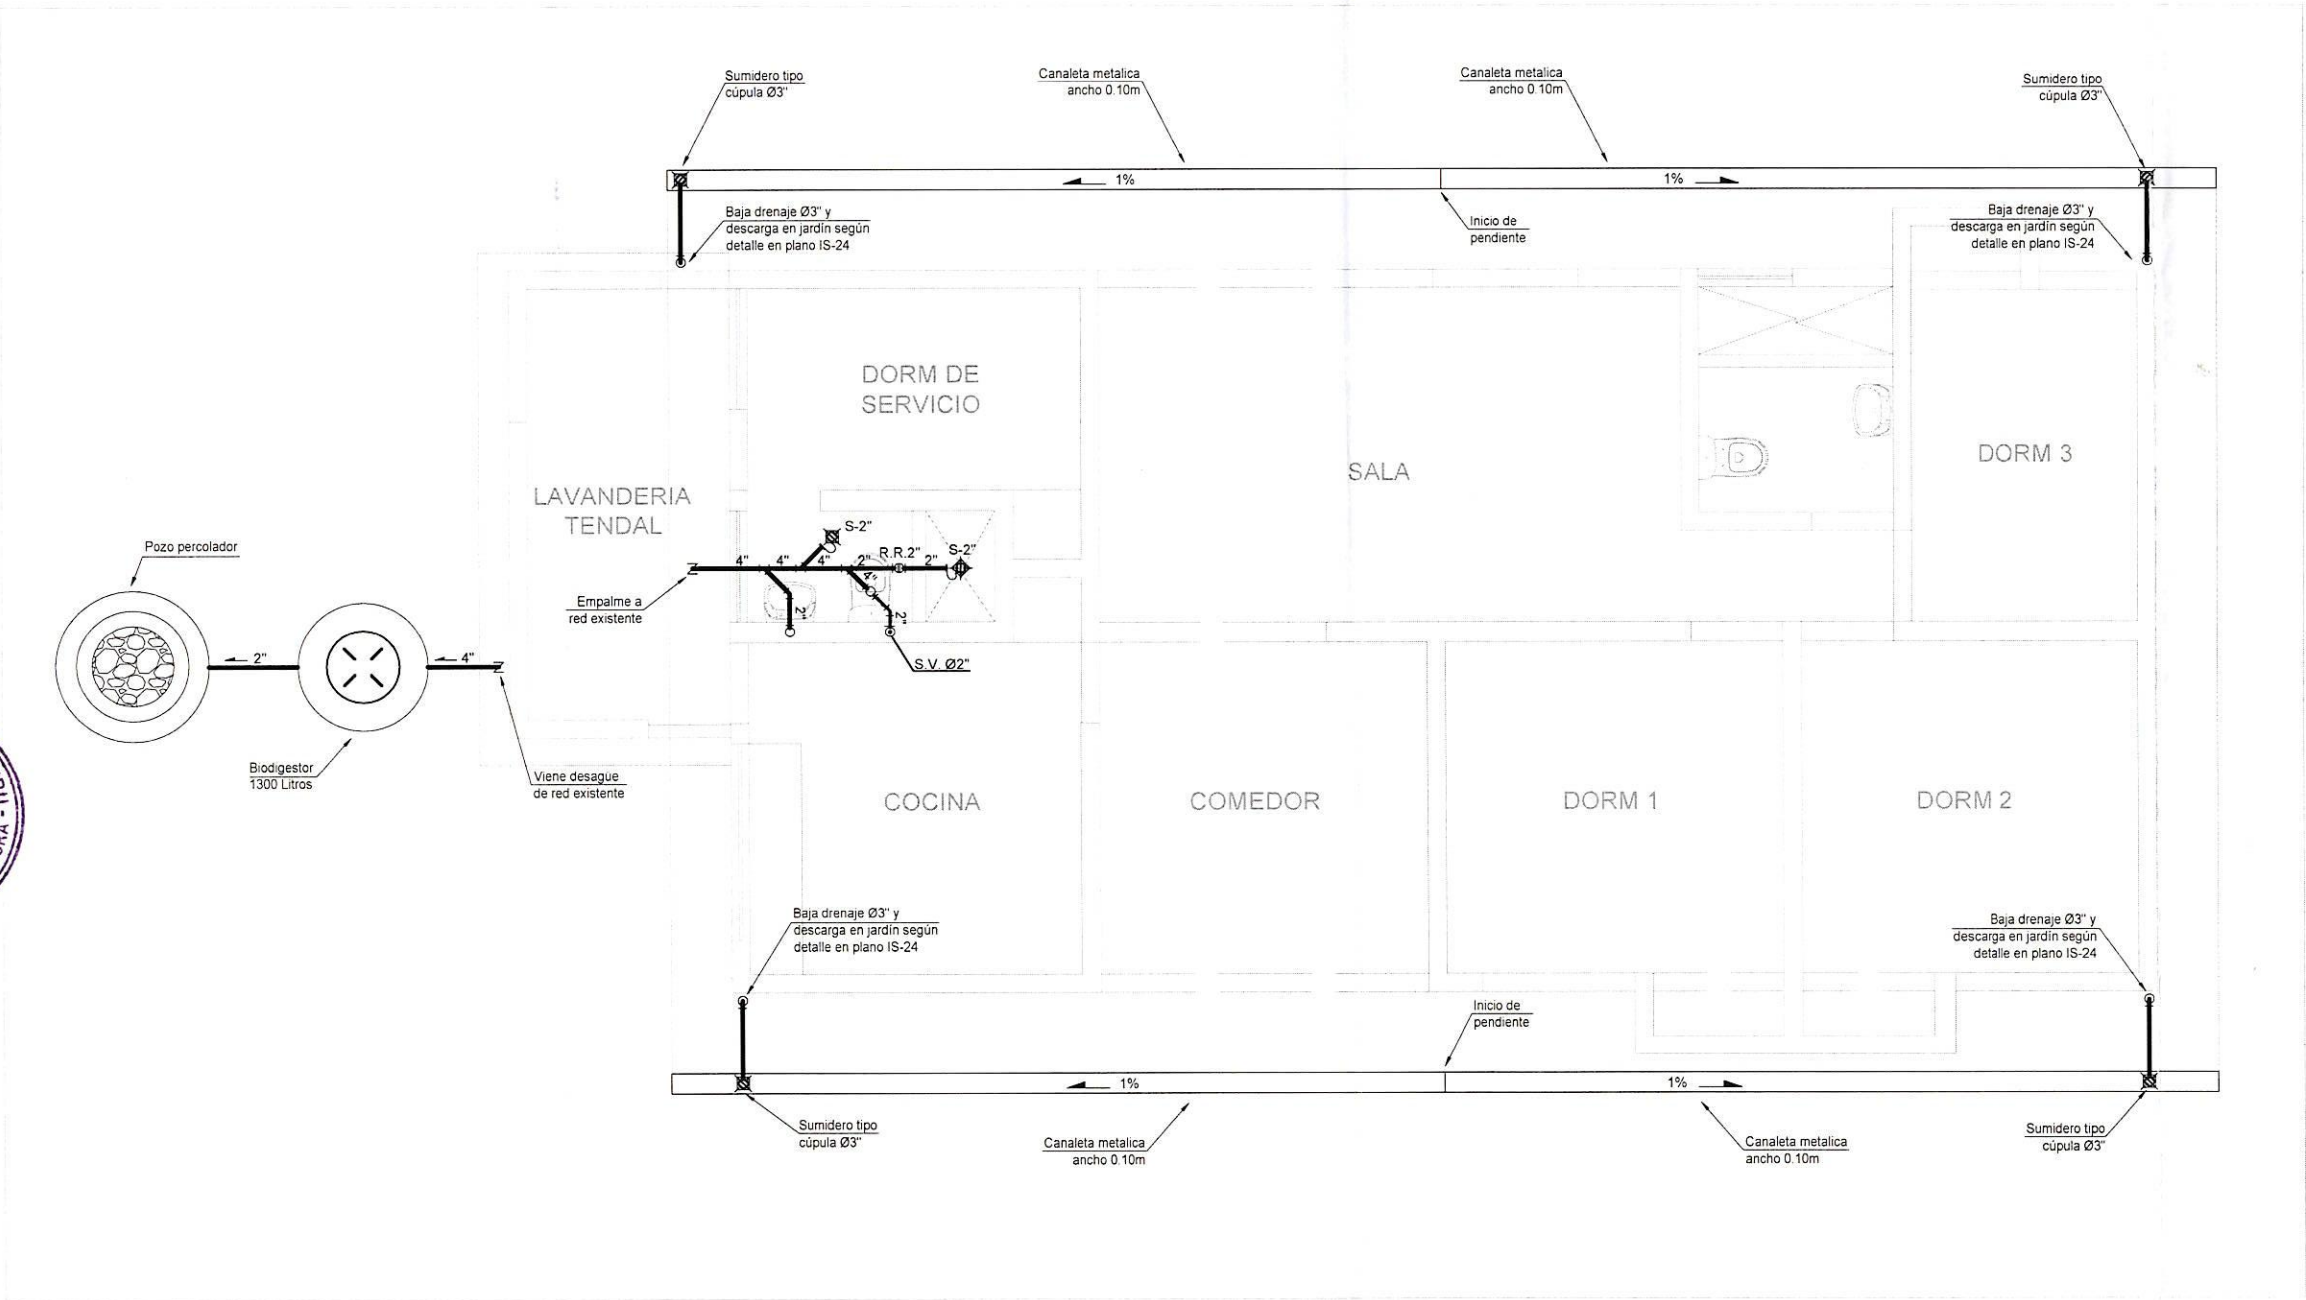 Sumidero tipo
cúpula Ø3"
Canaleta metalica
ancho 0.10m
Canaleta metalica
ancho 0.10m
Sumidero tipo
cúpula Ø3"
1%
1%
Baja drenaje Ø3" y
descarga en jardín según
detalle en plano IS-24
Inicio de
pendiente
Baja drenaje Ø3" y
descarga en jardín según
detalle en plano IS-24
DORM DE
SERVICIO
SALA
DORM 3
LAVANDERIA
TENDAL
S-2"
4"
4"
4"
2"
R.R.2"
2"
S-2"
4"
2"
2"
Empalme a
red existente
S.V. Ø2"
Pozo percolador
2"
4"
Biodigestor
1300 Litros
Viene desague
de red existente
COCINA
COMEDOR
DORM 1
DORM 2
Baja drenaje Ø3" y
descarga en jardín según
detalle en plano IS-24
Baja drenaje Ø3" y
descarga en jardín según
detalle en plano IS-24
Inicio de
pendiente
1%
1%
Sumidero tipo
cúpula Ø3"
Canaleta metalica
ancho 0.10m
Canaleta metalica
ancho 0.10m
Sumidero tipo
cúpula Ø3"